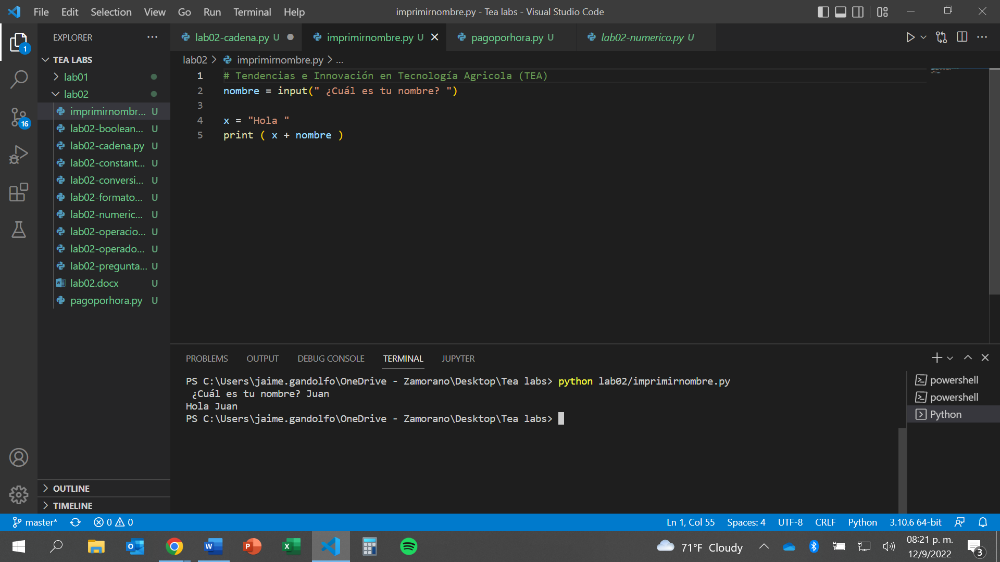 File Edit Selection View Go Run Terminal Help
imprimirnombre.py - Tea labs - Visual Studio Code
EXPLORER
lab02-cadena.py U
imprimirnombre.py U
pagoporhora.py U
lab02-numerico.py U
1
16
TEA LABS
lab01
lab02
imprimirnombr... U
lab02-boolean... U
lab02-cadena.py U
lab02-constant... U
lab02-conversi... U
lab02-formato... U
lab02-numeric... U
lab02-operacio... U
lab02-operado... U
lab02-pregunta... U
lab02.docx U
pagoporhora.py U
OUTLINE
TIMELINE
lab02 > imprimirnombre.py > ...
1 # Tendencias e Innovación en Tecnología Agricola (TEA)
2 nombre = input(" ¿Cuál es tu nombre? ")
3
4 x = "Hola "
5 print ( x + nombre )
PROBLEMS OUTPUT DEBUG CONSOLE TERMINAL JUPYTER
PS C:\Users\jaime.gandolfo\OneDrive - Zamorano\Desktop\Tea labs> python lab02/imprimirnombre.py
¿Cuál es tu nombre? Juan
Hola Juan
PS C:\Users\jaime.gandolfo\OneDrive - Zamorano\Desktop\Tea labs>
powershell
powershell
Python
master* 0 0
Ln 1, Col 55 Spaces: 4 UTF-8 CRLF Python 3.10.6 64-bit
71°F Cloudy
08:21 p. m.
12/9/2022
3